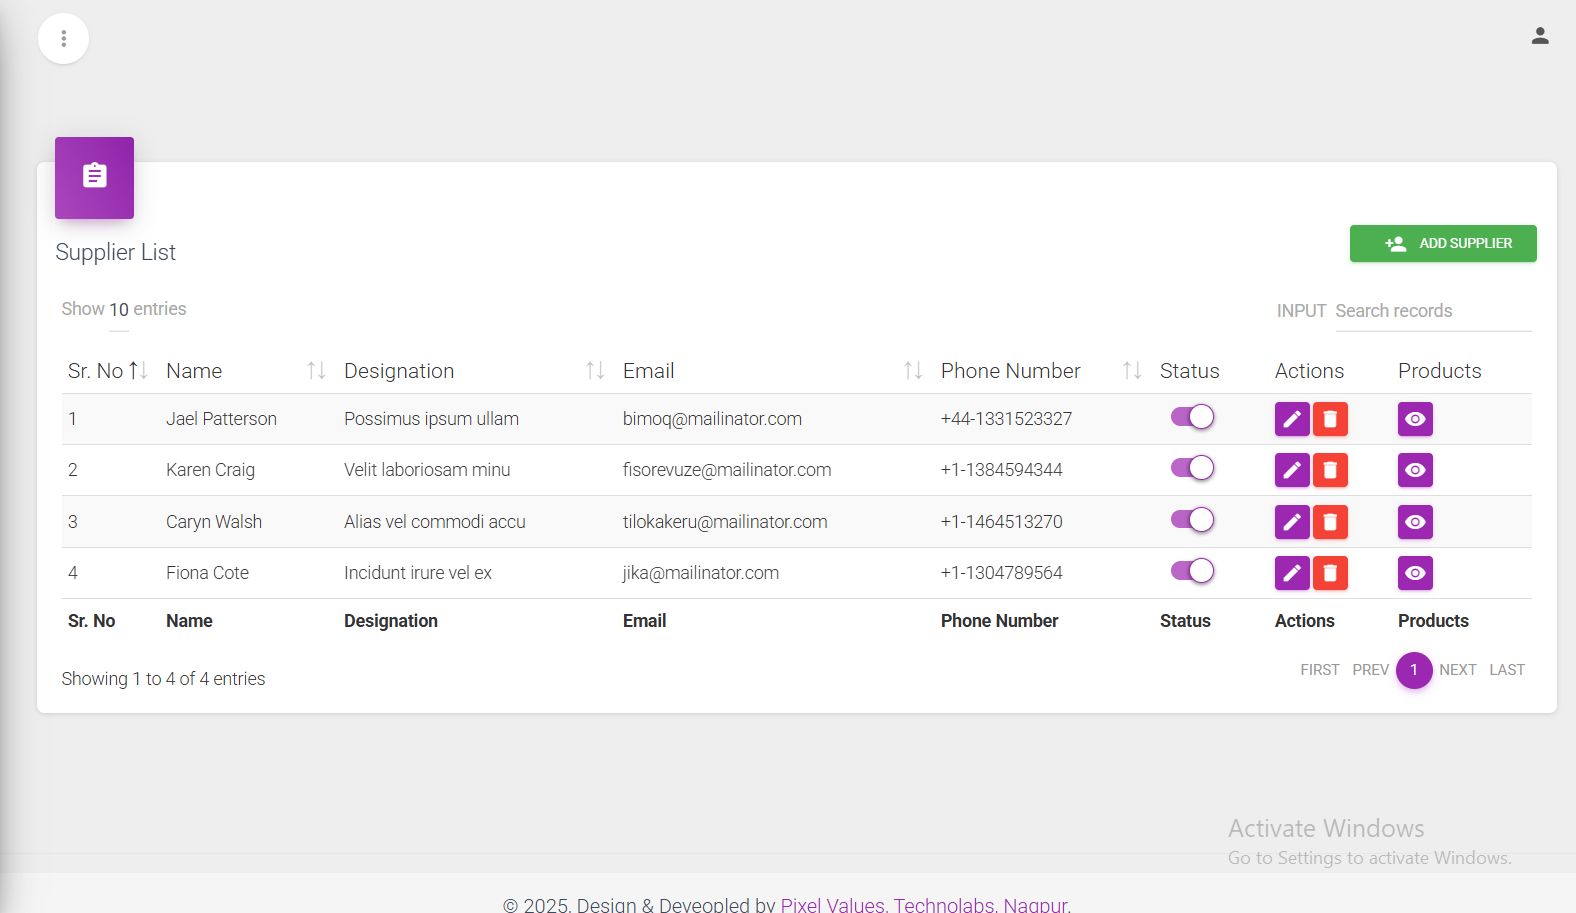 Supplier List
ADD SUPPLIER
Show 10 entries
INPUT Search records
Sr. No Name Designation Email Phone Number Status Actions Products
1 Jael Patterson Possimus ipsum ullam bimoq@mailinator.com +44-1331523327
2 Karen Craig Velit laboriosam minu fisorevuze@mailinator.com +1-1384594344
3 Caryn Walsh Alias vel commodi accu tilokakeru@mailinator.com +1-1464513270
4 Fiona Cote Incidunt irure vel ex jika@mailinator.com +1-1304789564
Sr. No Name Designation Email Phone Number Status Actions Products
Showing 1 to 4 of 4 entries
FIRST PREV 1 NEXT LAST
Activate Windows
Go to Settings to activate Windows.
© 2025. Design & Deveopled by Pixel Values. Technolabs. Nagpur.